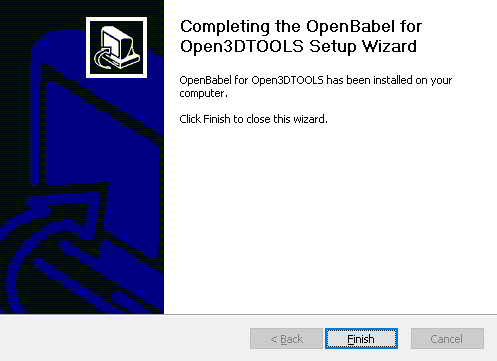 Completing the OpenBabel for
Open3DTOOLS Setup Wizard
OpenBabel for Open3DTOOLS has been installed on your
computer.
Click Finish to close this wizard.
< Back
Finish
Cancel